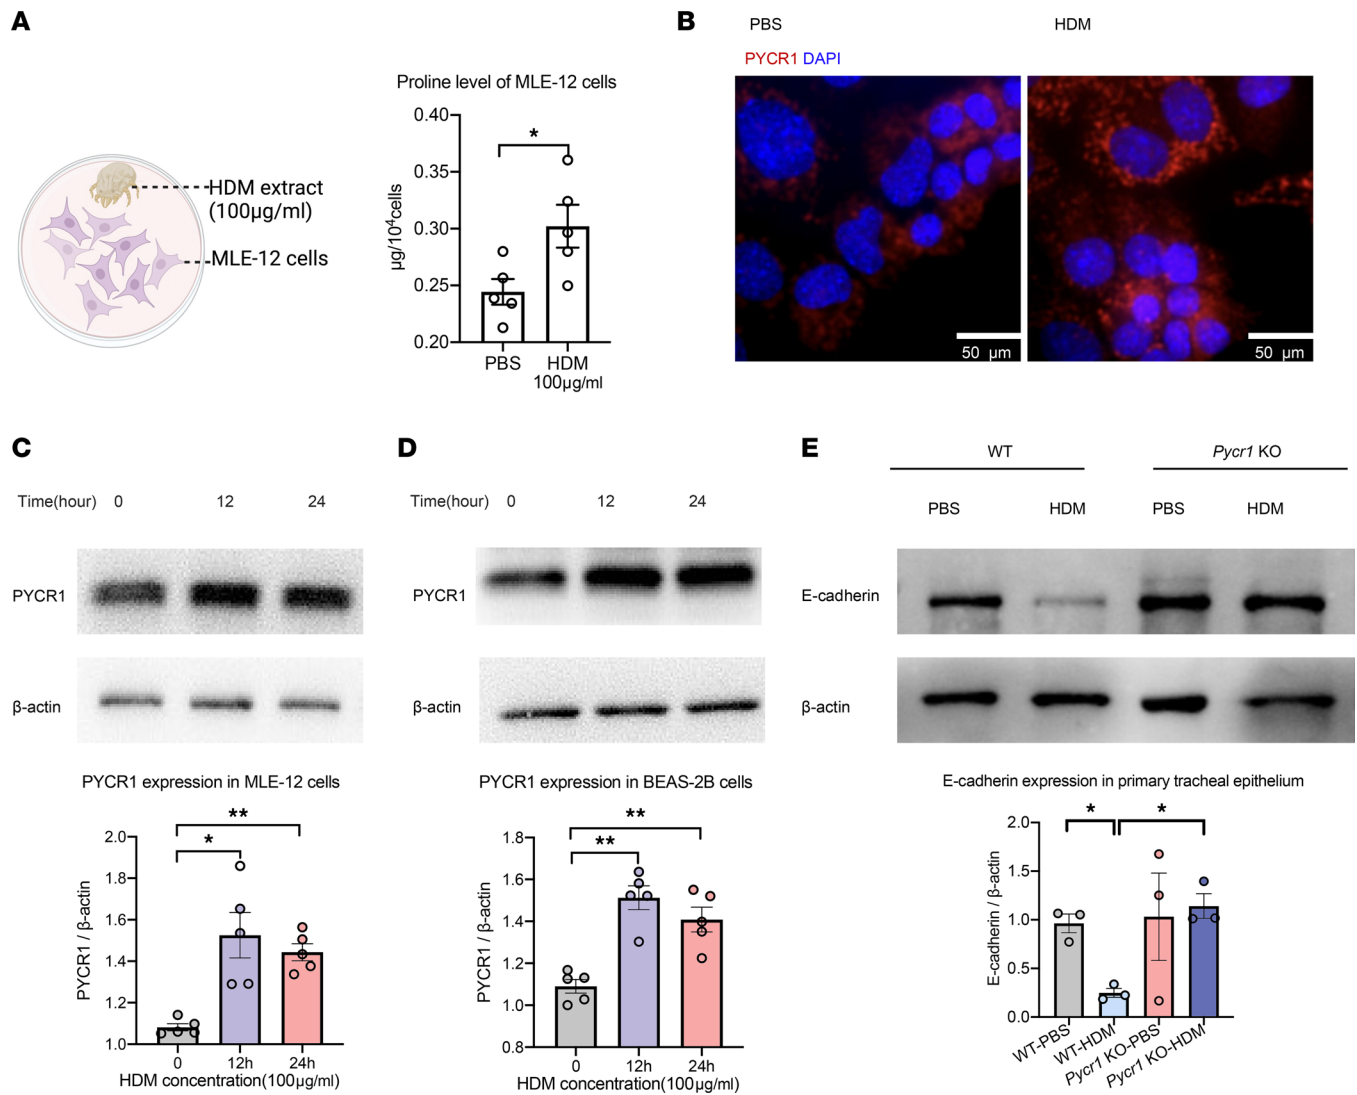 A
Proline level of MLE-12 cells
HDM extract
(100μg/ml)
MLE-12 cells
μg/10⁴cells
0.40
0.35
0.30
0.25
0.20
*
PBS
HDM
100μg/ml
B
PBS
HDM
PYCR1 DAPI
50 μm
50 μm
C
Time(hour) 0 12 24
PYCR1
β-actin
PYCR1 expression in MLE-12 cells
PYCR1 / β-actin
2.0
1.8
1.6
1.4
1.2
1.0
**
*
0 12h 24h
HDM concentration(100μg/ml)
D
Time(hour) 0 12 24
PYCR1
β-actin
PYCR1 expression in BEAS-2B cells
PYCR1 / β-actin
1.8
1.6
1.4
1.2
1.0
0.8
**
**
0 12h 24h
HDM concentration(100μg/ml)
E
WT Pycr1 KO
PBS HDM PBS HDM
E-cadherin
β-actin
E-cadherin expression in primary tracheal epithelium
E-cadherin / β-actin
2.0
1.5
1.0
0.5
0.0
* *
WT-PBS
WT-HDM
Pycr1 KO-PBS
Pycr1 KO-HDM